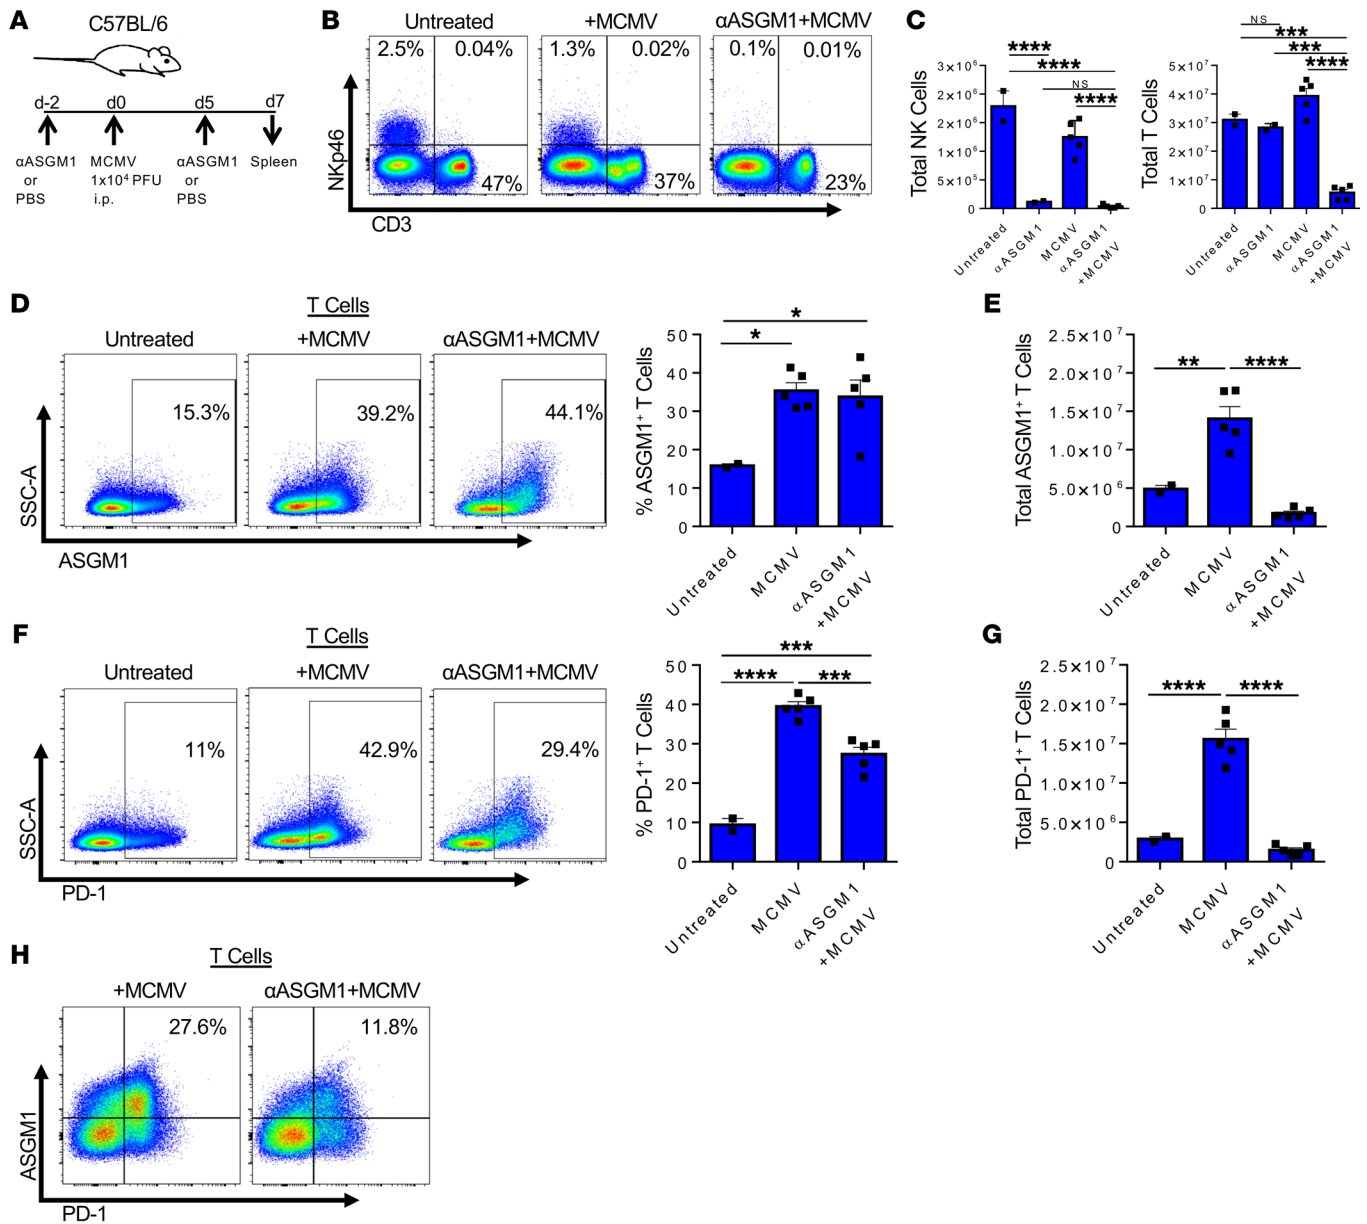 A
C57BL/6
d-2
d0
d5
d7
αASGM1
or
PBS
MCMV
1x10⁴ PFU
i.p.
αASGM1
or
PBS
Spleen
B
Untreated
+MCMV
αASGM1+MCMV
2.5%
0.04%
47%
1.3%
0.02%
37%
0.1%
0.01%
23%
NKp46
CD3
C
Total NK Cells
3×10⁶
2×10⁶
2×10⁶
1×10⁶
5×10⁵
0
****
****
NS
****
Untreated
αASGM1
MCMV
αASGM1
+MCMV
Total T Cells
5×10⁷
4×10⁷
3×10⁷
2×10⁷
1×10⁷
0
NS
***
***
****
Untreated
αASGM1
MCMV
αASGM1
+MCMV
D
T Cells
Untreated
+MCMV
αASGM1+MCMV
15.3%
39.2%
44.1%
SSC-A
ASGM1
% ASGM1⁺ T Cells
50
40
30
20
10
0
*
*
Untreated
MCMV
αASGM1
+MCMV
E
Total ASGM1⁺ T Cells
2.5×10⁷
2.0×10⁷
1.5×10⁷
1.0×10⁷
5.0×10⁶
0
**
****
Untreated
MCMV
αASGM1
+MCMV
F
T Cells
Untreated
+MCMV
αASGM1+MCMV
11%
42.9%
29.4%
SSC-A
PD-1
% PD-1⁺ T Cells
50
40
30
20
10
0
***
****
***
Untreated
MCMV
αASGM1
+MCMV
G
Total PD-1⁺ T Cells
2.5×10⁷
2.0×10⁷
1.5×10⁷
1.0×10⁷
5.0×10⁶
0
****
****
Untreated
MCMV
αASGM1
+MCMV
H
T Cells
+MCMV
αASGM1+MCMV
27.6%
11.8%
ASGM1
PD-1